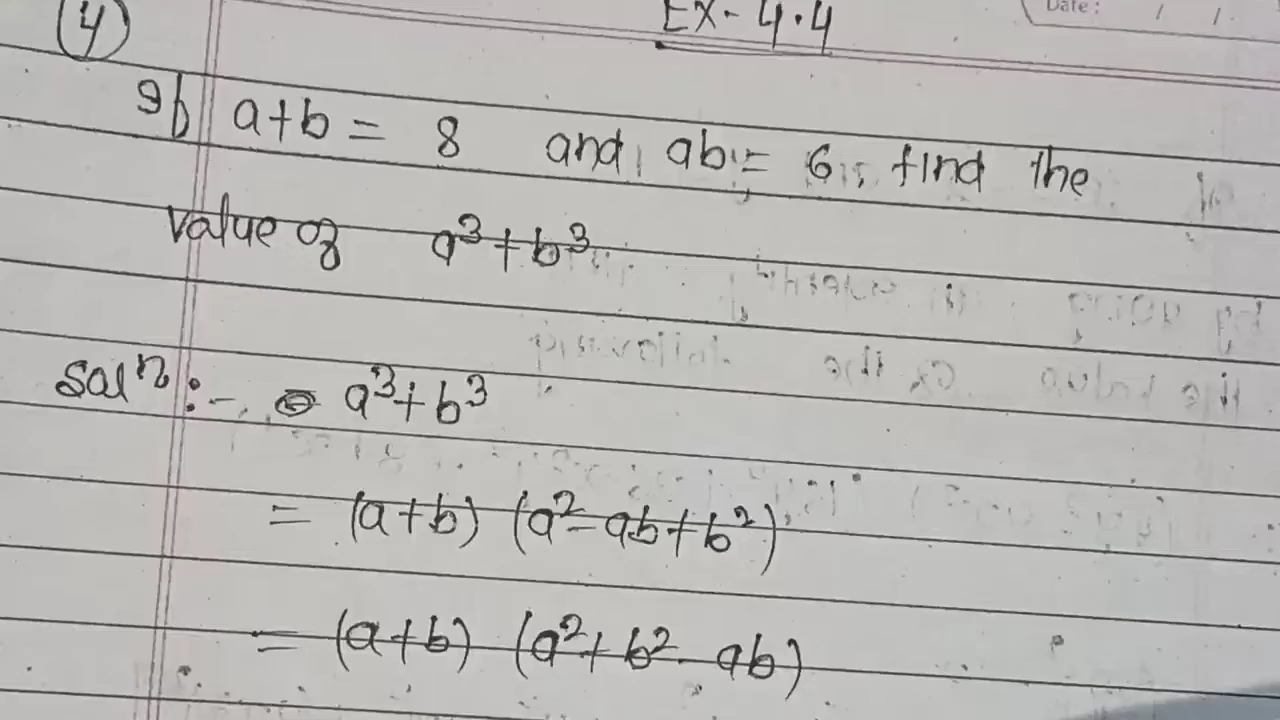 Ex- 4.4
Date: / /
(4)
If a+b = 8 and ab = 6, find the
value of a³+b³
Solⁿ:- a³+b³
= (a+b) (a²-ab+b²)
= (a+b) (a²+b²-ab)